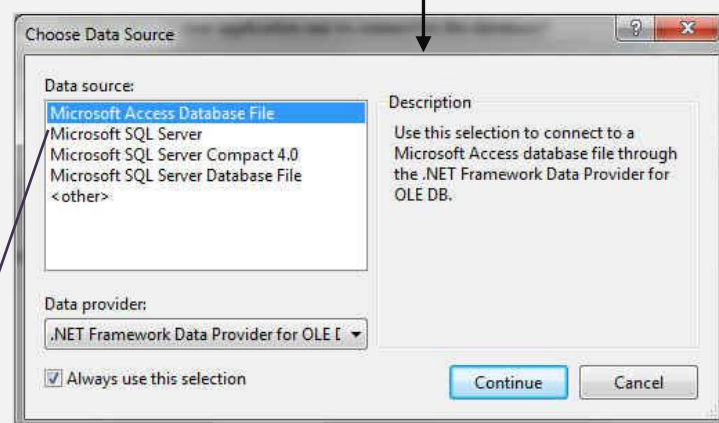 Choose Data Source
Data source:
Microsoft Access Database File
Microsoft SQL Server
Microsoft SQL Server Compact 4.0
Microsoft SQL Server Database File
<other>
Data provider:
.NET Framework Data Provider for OLE
Always use this selection
Description
Use this selection to connect to a
Microsoft Access database file through
the .NET Framework Data Provider for
OLE DB.
Continue
Cancel